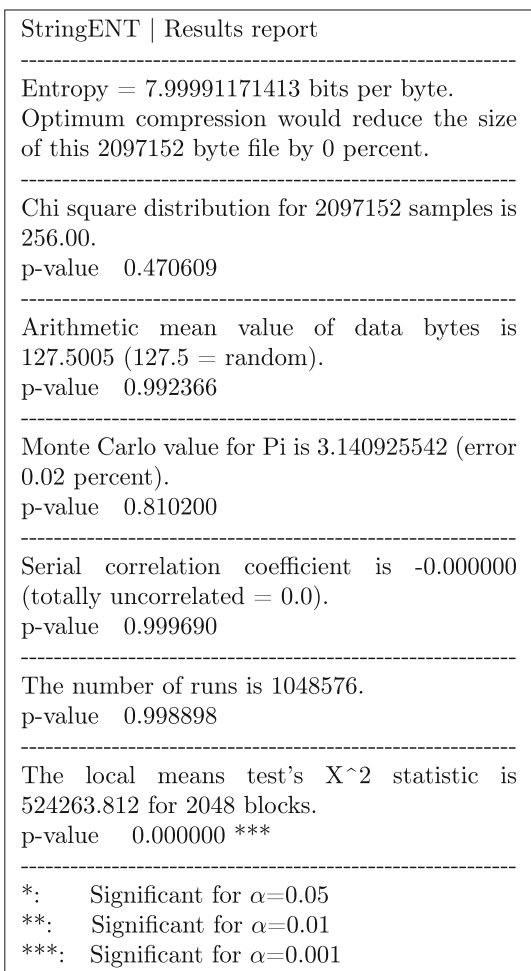 StringENT | Results report
--------------------------------------------------------
Entropy = 7.99991171413 bits per byte.
Optimum compression would reduce the size
of this 2097152 byte file by 0 percent.
--------------------------------------------------------
Chi square distribution for 2097152 samples is
256.00.
p-value 0.470609
--------------------------------------------------------
Arithmetic mean value of data bytes is
127.5005 (127.5 = random).
p-value 0.992366
--------------------------------------------------------
Monte Carlo value for Pi is 3.140925542 (error
0.02 percent).
p-value 0.810200
--------------------------------------------------------
Serial correlation coefficient is -0.000000
(totally uncorrelated = 0.0).
p-value 0.999690
--------------------------------------------------------
The number of runs is 1048576.
p-value 0.998898
--------------------------------------------------------
The local means test's X^2 statistic is
524263.812 for 2048 blocks.
p-value 0.000000 ***
--------------------------------------------------------
*: Significant for α=0.05
**: Significant for α=0.01
***: Significant for α=0.001